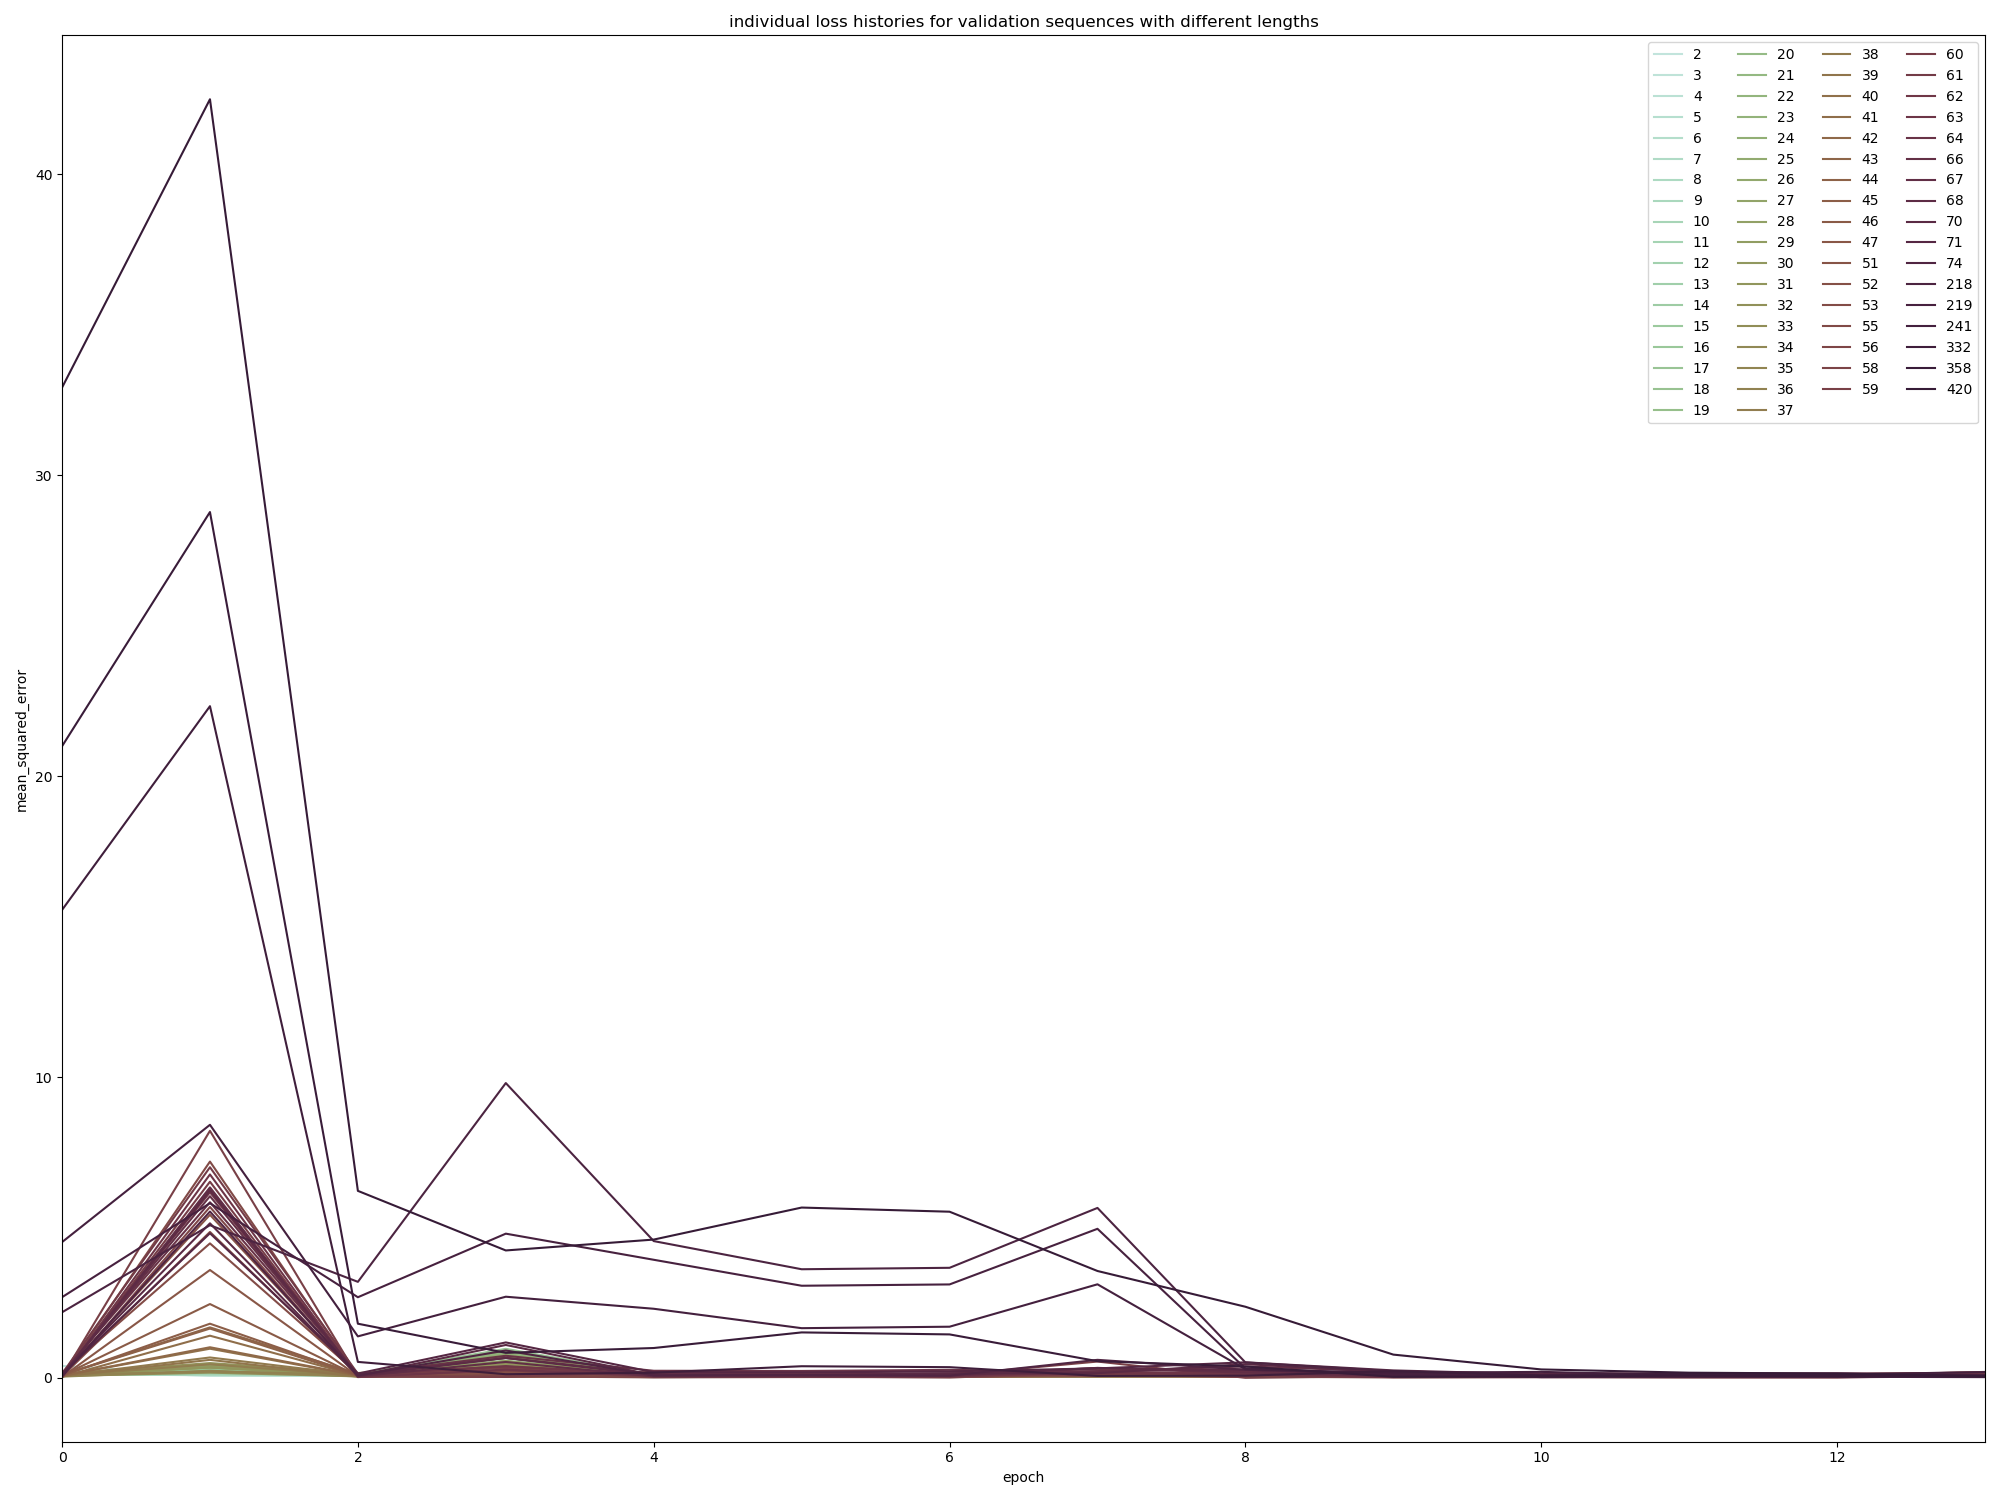 individual loss histories for validation sequences with different lengths
mean_squared_error
40
30
20
10
0
0 2 4 6 8 10 12
epoch
2 20 38 60
3 21 39 61
4 22 40 62
5 23 41 63
6 24 42 64
7 25 43 66
8 26 44 67
9 27 45 68
10 28 46 70
11 29 47 71
12 30 51 74
13 31 52 218
14 32 53 219
15 33 55 241
16 34 56 332
17 35 58 358
18 36 59 420
19 37